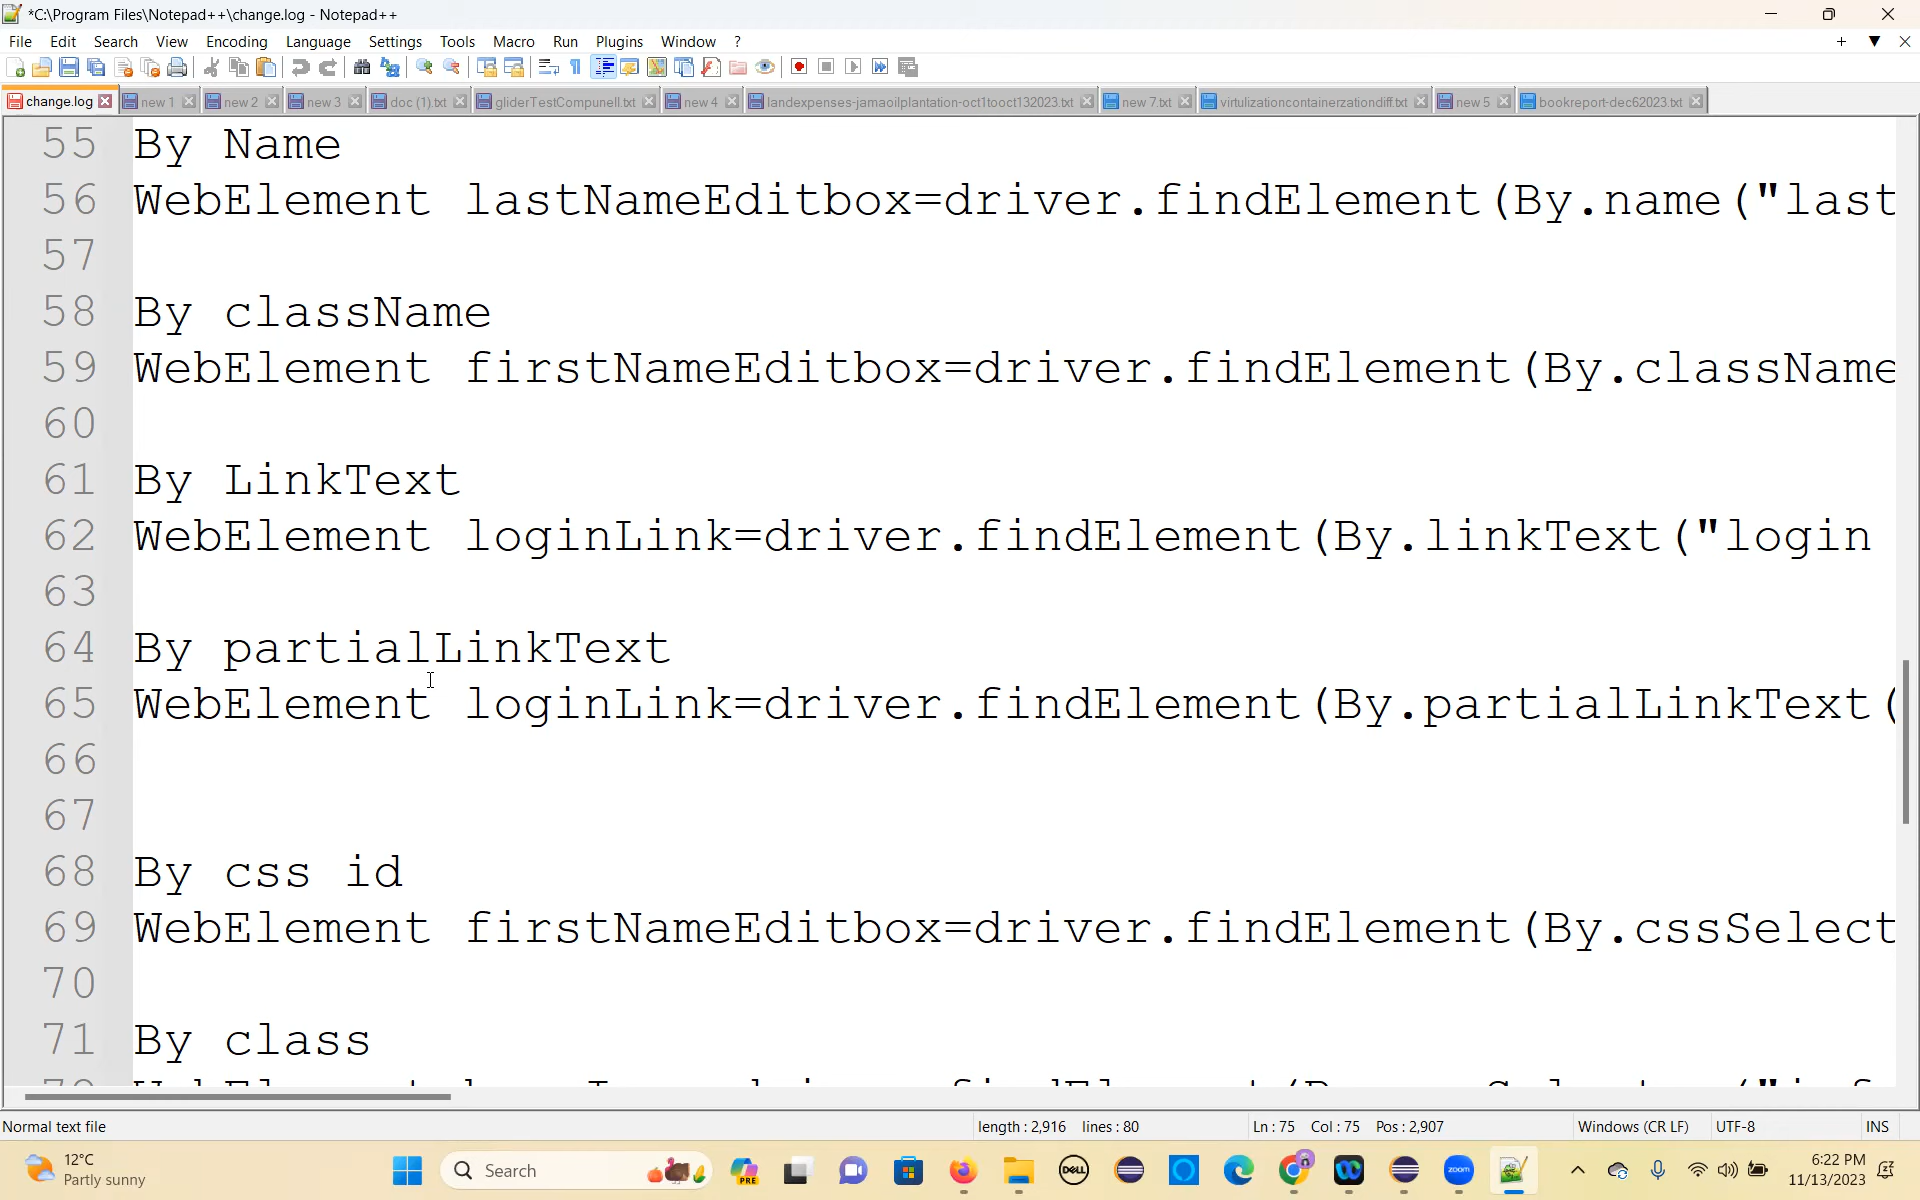 *C:\Program Files\Notepad++\change.log - Notepad++
File Edit Search View Encoding Language Settings Tools Macro Run Plugins Window ?
change.log new 1 new 2 new 3 doc (1).txt gliderTestCompunell.txt new 4 landexpenses-jamaoilplantation-oct1tooct132023.txt new 7.txt virtulizationcontainerzationdiff.txt new 5 bookreport-dec62023.txt
55 By Name
56 WebElement lastNameEditbox=driver.findElement(By.name("last
57
58 By className
59 WebElement firstNameEditbox=driver.findElement(By.className
60
61 By LinkText
62 WebElement loginLink=driver.findElement(By.linkText("login
63
64 By partialLinkText
65 WebElement loginLink=driver.findElement(By.partialLinkText(
66
67
68 By css id
69 WebElement firstNameEditbox=driver.findElement(By.cssSelect
70
71 By class
Normal text file length : 2,916 lines : 80 Ln : 75 Col : 75 Pos : 2,907 Windows (CR LF) UTF-8 INS
12°C
Partly sunny
Search
PRE
DELL
zoom
6:22 PM
11/13/2023